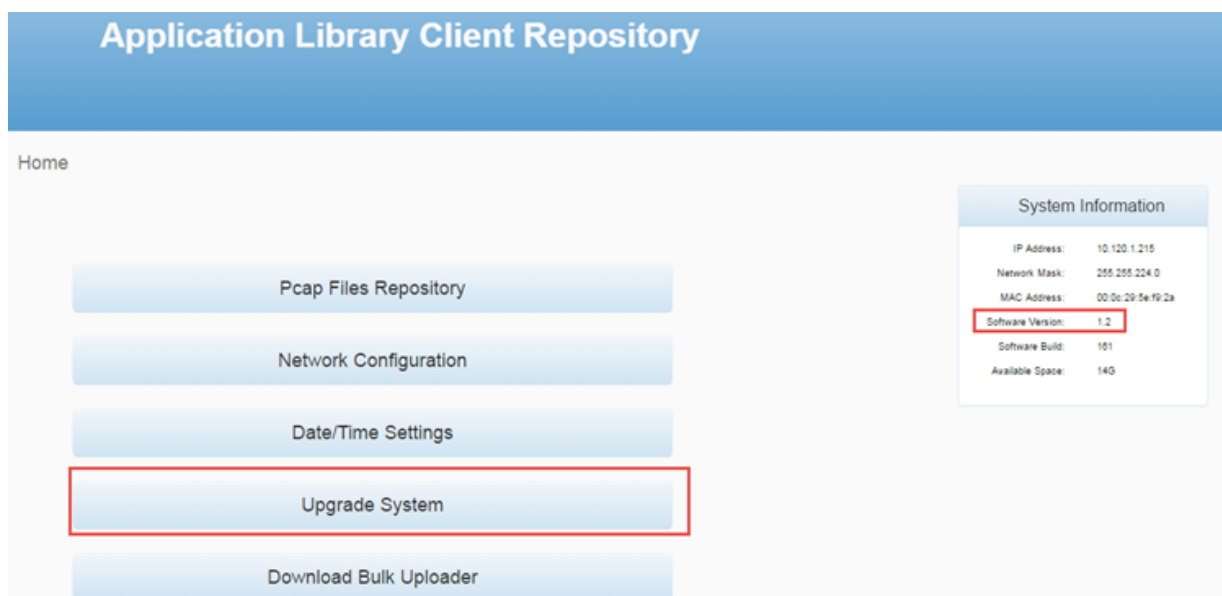 Application Library Client Repository
Home
Pcap Files Repository
Network Configuration
Date/Time Settings
Upgrade System
Download Bulk Uploader
System Information
IP Address: 10.120.1.215
Network Mask: 255.255.224.0
MAC Address: 00:0c:29:5e:f9:2a
Software Version: 1.2
Software Build: 161
Available Space: 14G